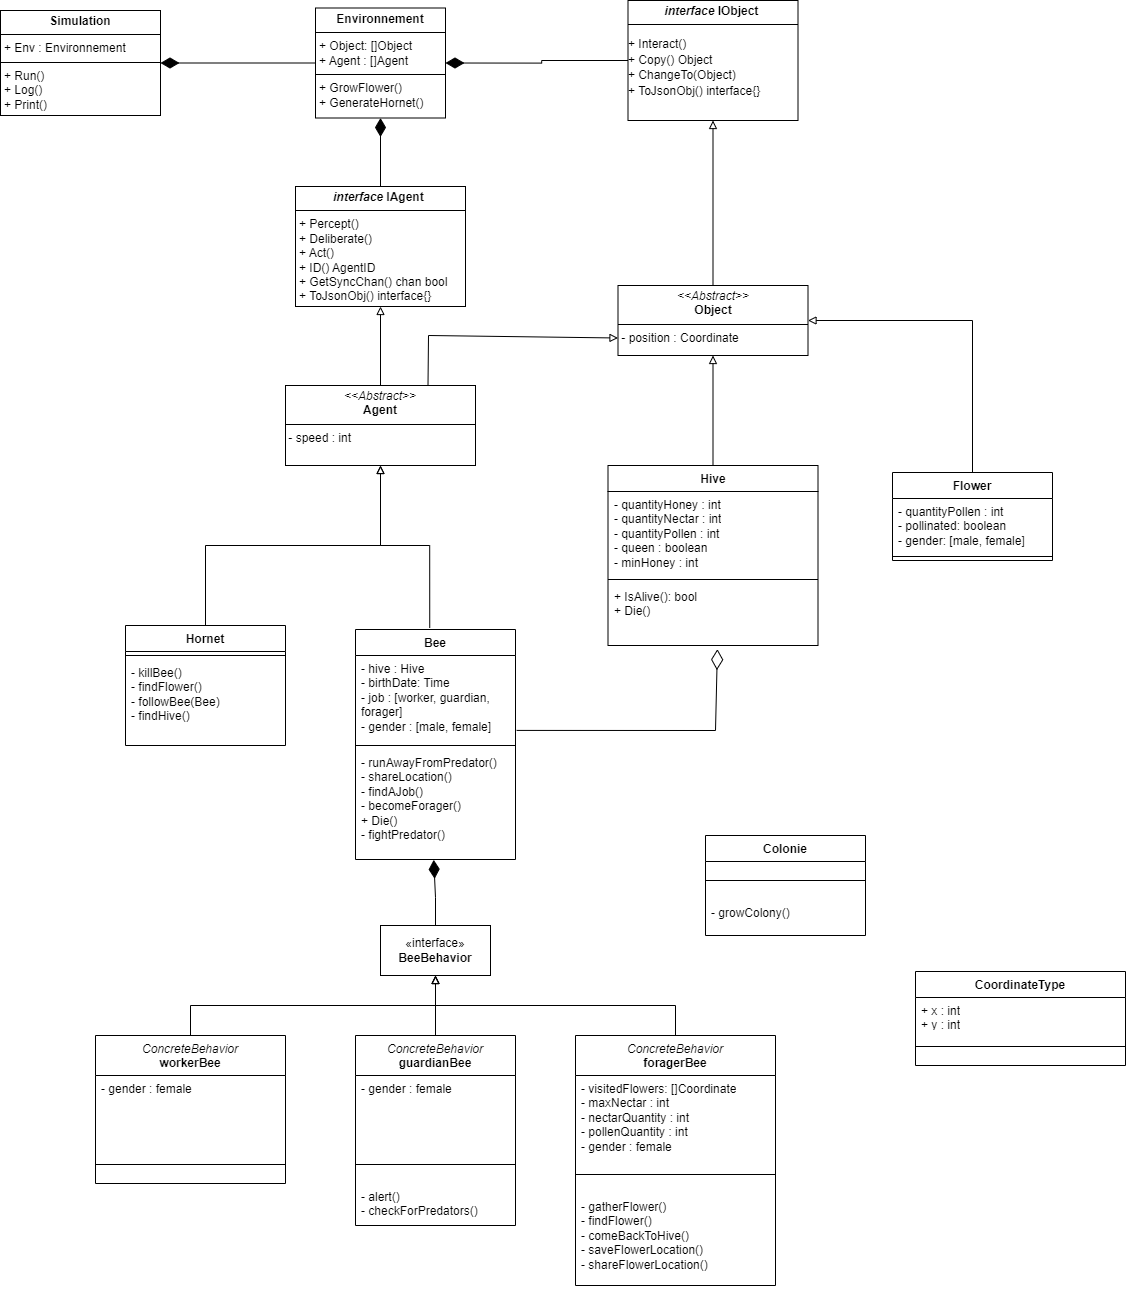 Simulation
+ Env : Environnement
+ Run()
+ Log()
+ Print()
Environnement
+ Object: []Object
+ Agent : []Agent
+ GrowFlower()
+ GenerateHornet()
interface IObject
+ Interact()
+ Copy() Object
+ ChangeTo(Object)
+ ToJsonObj() interface{}
interface IAgent
+ Percept()
+ Deliberate()
+ Act()
+ ID() AgentID
+ GetSyncChan() chan bool
+ ToJsonObj() interface{}
<<Abstract>>
Object
- position : Coordinate
<<Abstract>>
Agent
- speed : int
Hive
- quantityHoney : int
- quantityNectar : int
- quantityPollen : int
- queen : boolean
- minHoney : int
+ IsAlive(): bool
+ Die()
Flower
- quantityPollen : int
- pollinated: boolean
- gender: [male, female]
Hornet
- killBee()
- findFlower()
- followBee(Bee)
- findHive()
Bee
- hive : Hive
- birthDate: Time
- job : [worker, guardian,
forager]
- gender : [male, female]
- runAwayFromPredator()
- shareLocation()
- findAJob()
- becomeForager()
+ Die()
- fightPredator()
Colonie
- growColony()
«interface»
BeeBehavior
CoordinateType
+ x : int
+ y : int
ConcreteBehavior
workerBee
- gender : female
ConcreteBehavior
guardianBee
- gender : female
- alert()
- checkForPredators()
ConcreteBehavior
foragerBee
- visitedFlowers: []Coordinate
- maxNectar : int
- nectarQuantity : int
- pollenQuantity : int
- gender : female
- gatherFlower()
- findFlower()
- comeBackToHive()
- saveFlowerLocation()
- shareFlowerLocation()